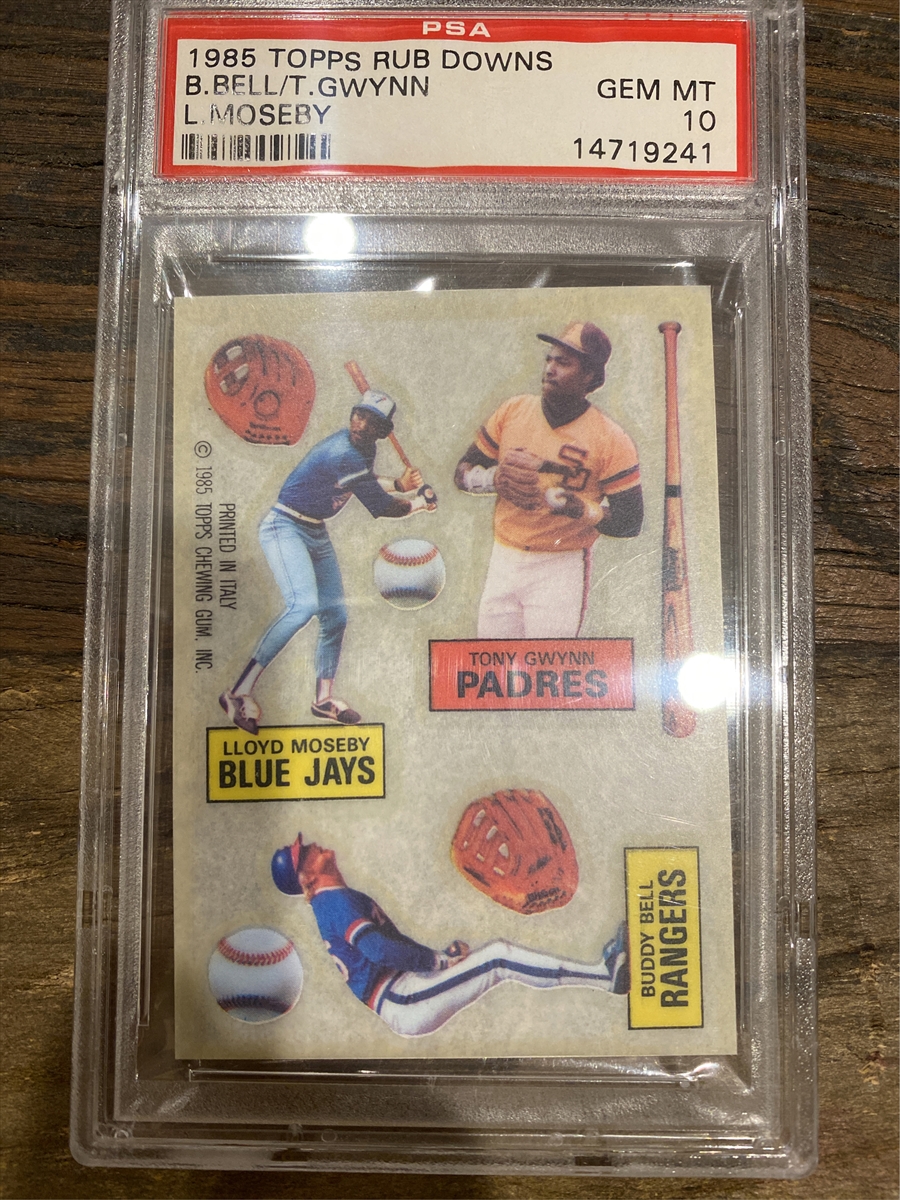 PSA
1985 TOPPS RUB DOWNS
B.BELL/T.GWYNN
GEM MT
L.MOSEBY
10
14719241
© 1985 TOPPS CHEWING GUM, INC.
PRINTED IN ITALY
SD
TONY GWYNN
PADRES
LLOYD MOSEBY
BLUE JAYS
BUDDY BELL
RANGERS